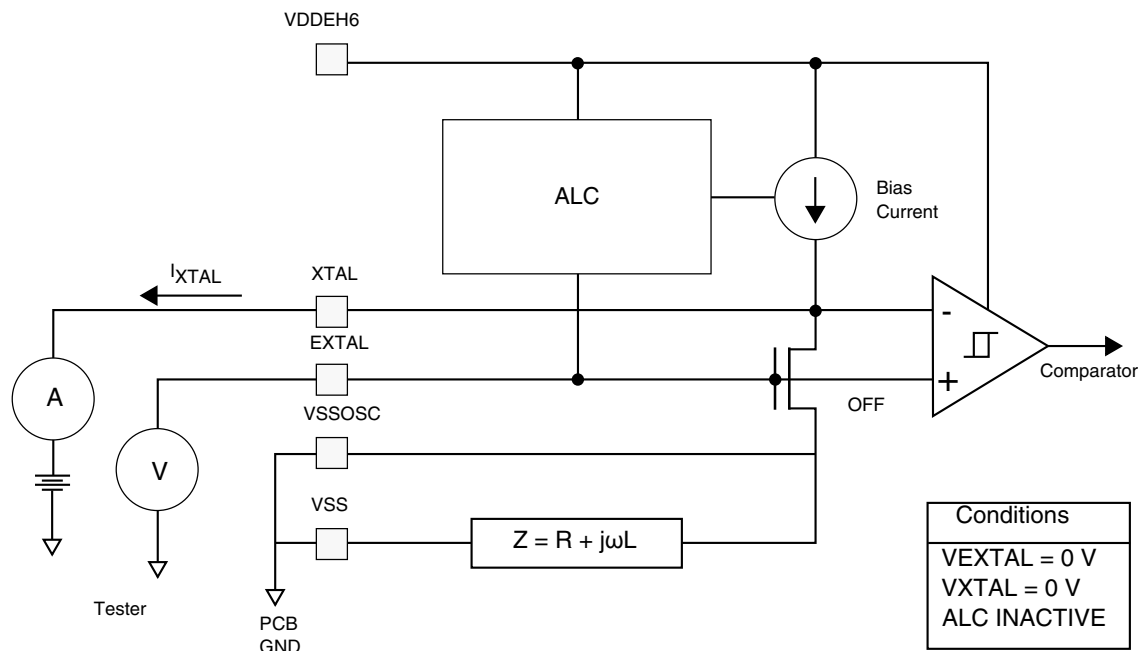 VDDEH6
ALC
Bias
Current
IXTAL
XTAL
EXTAL
-
+
Comparator
A
OFF
VSSOSC
V
VSS
Z = R + jωL
Conditions
VEXTAL = 0 V
VXTAL = 0 V
ALC INACTIVE
Tester
PCB
GND